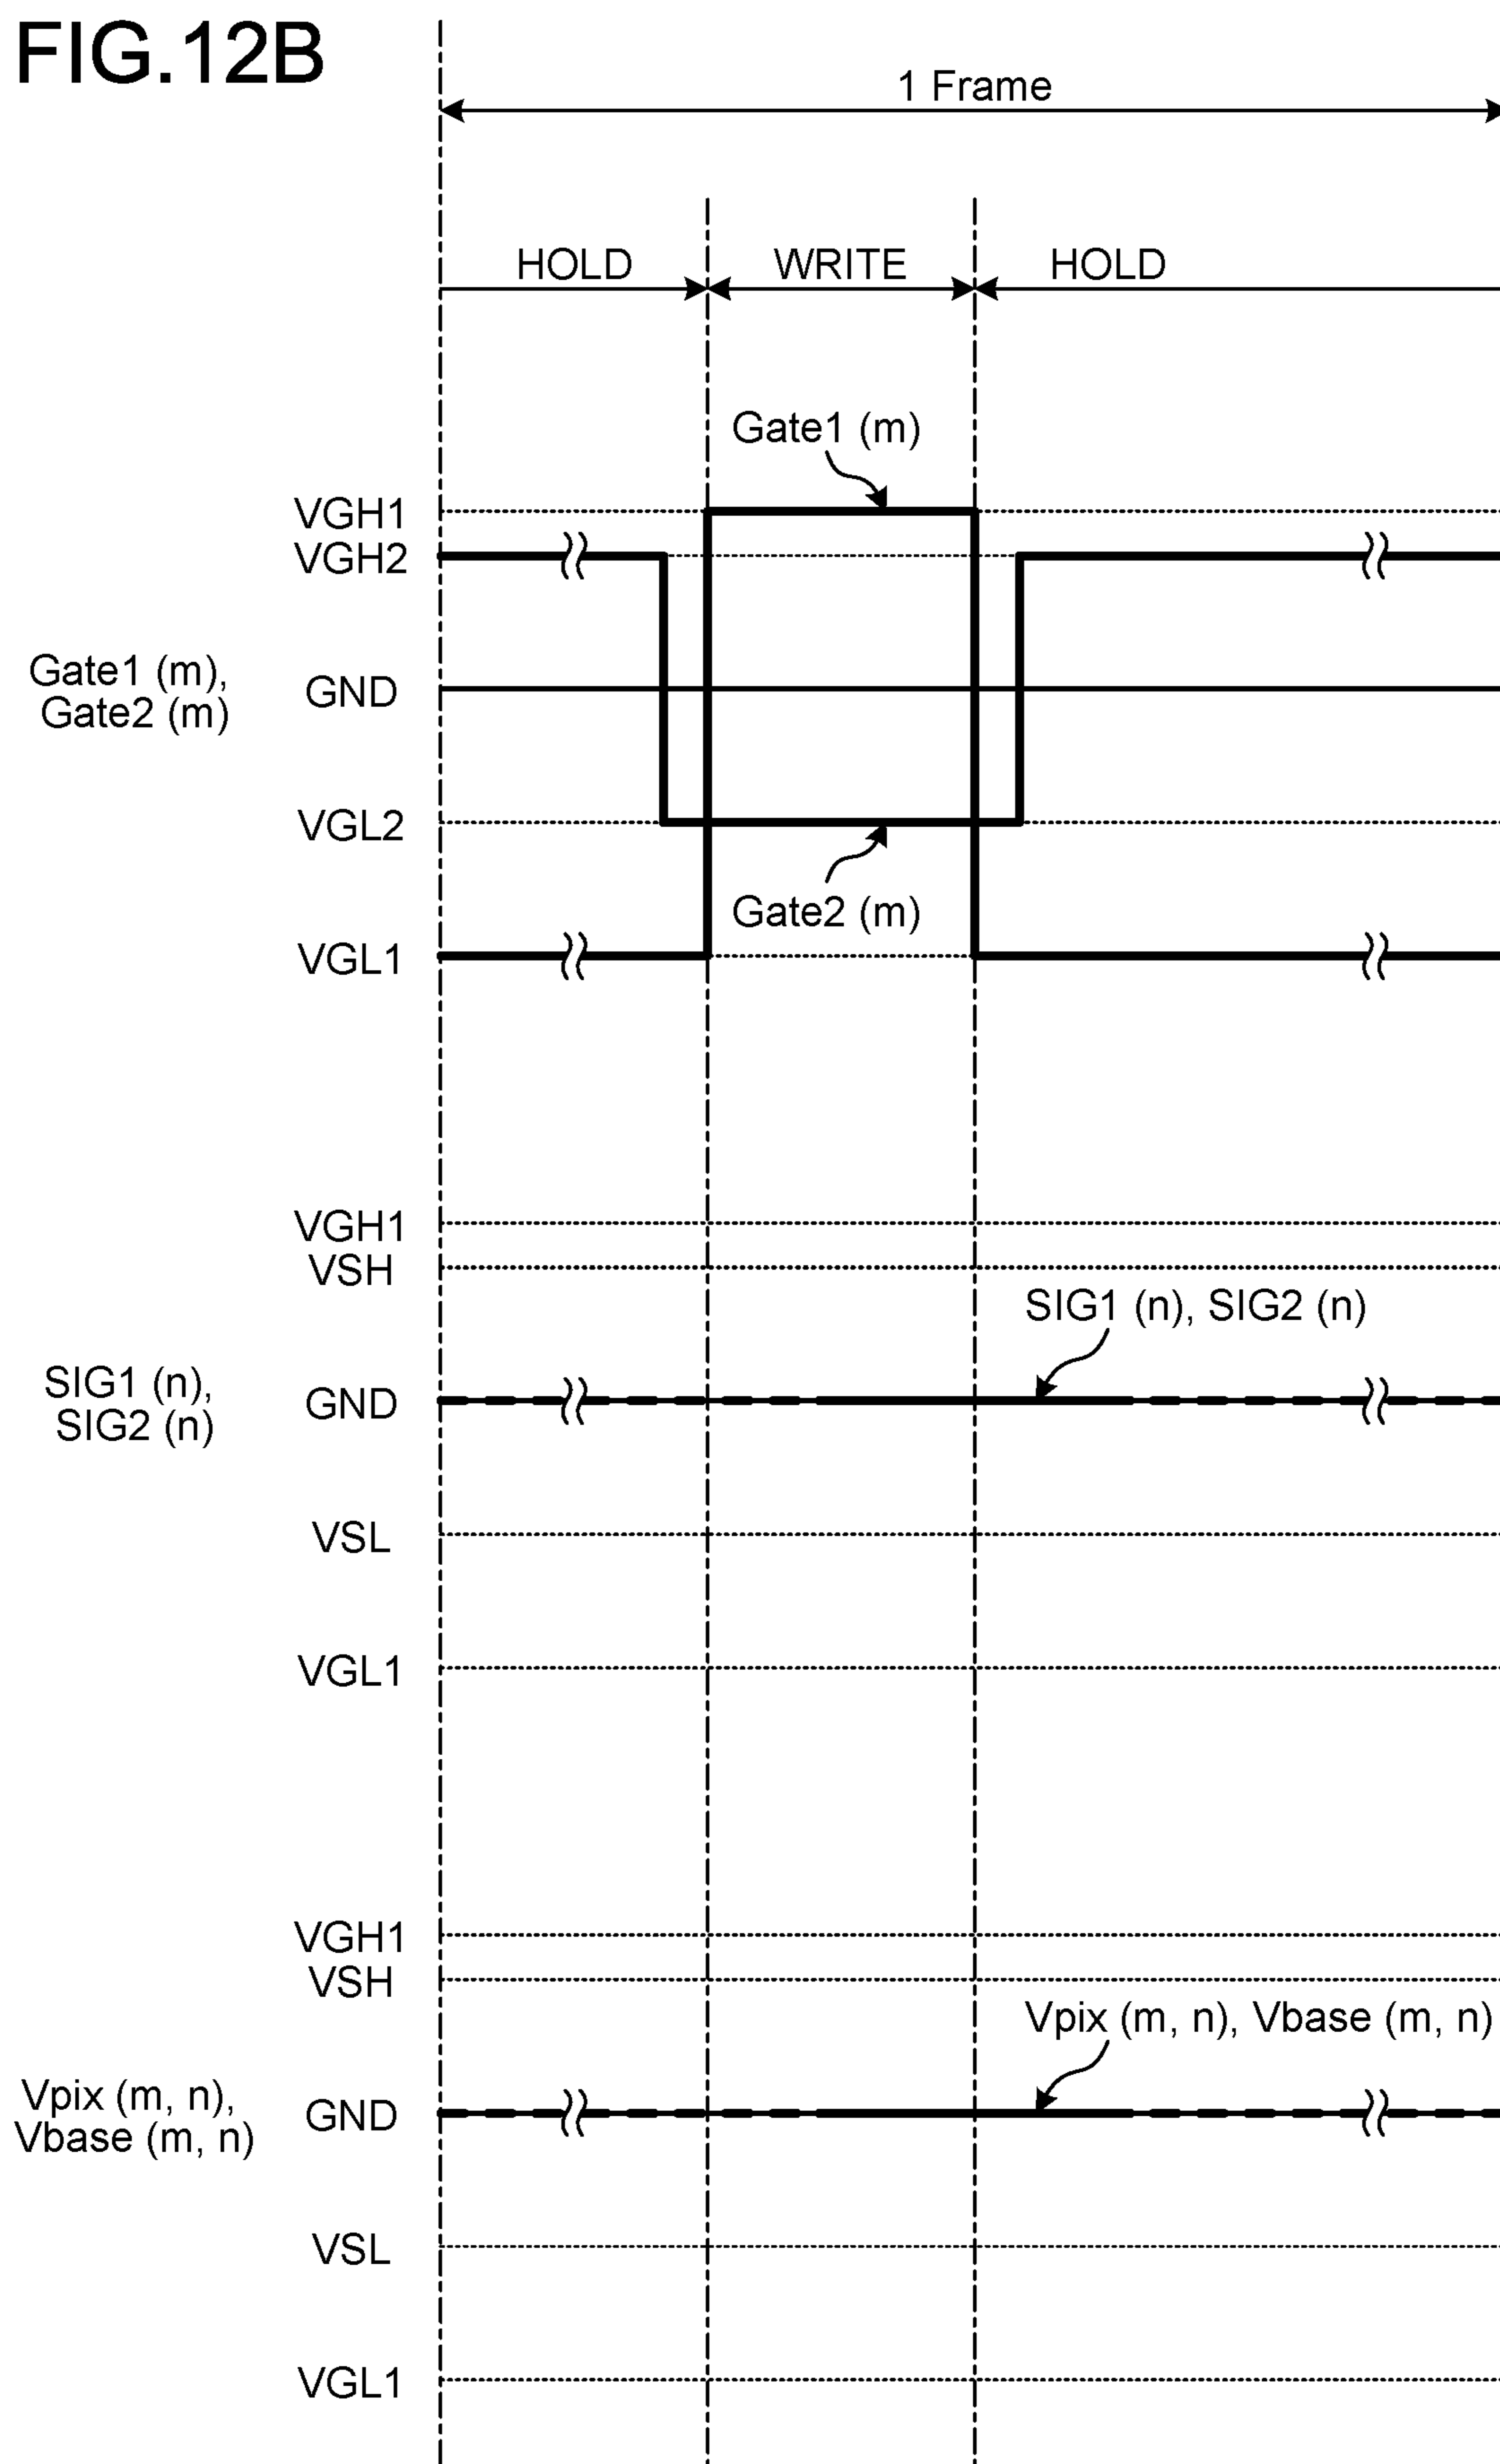 FIG.12B
1 Frame
HOLD
WRITE
HOLD
Gate1 (m)
VGH1
VGH2
Gate1 (m),
Gate2 (m)
GND
VGL2
Gate2 (m)
VGL1
VGH1
VSH
SIG1 (n), SIG2 (n)
SIG1 (n),
SIG2 (n)
GND
VSL
VGL1
VGH1
VSH
Vpix (m, n), Vbase (m, n)
Vpix (m, n),
Vbase (m, n)
GND
VSL
VGL1